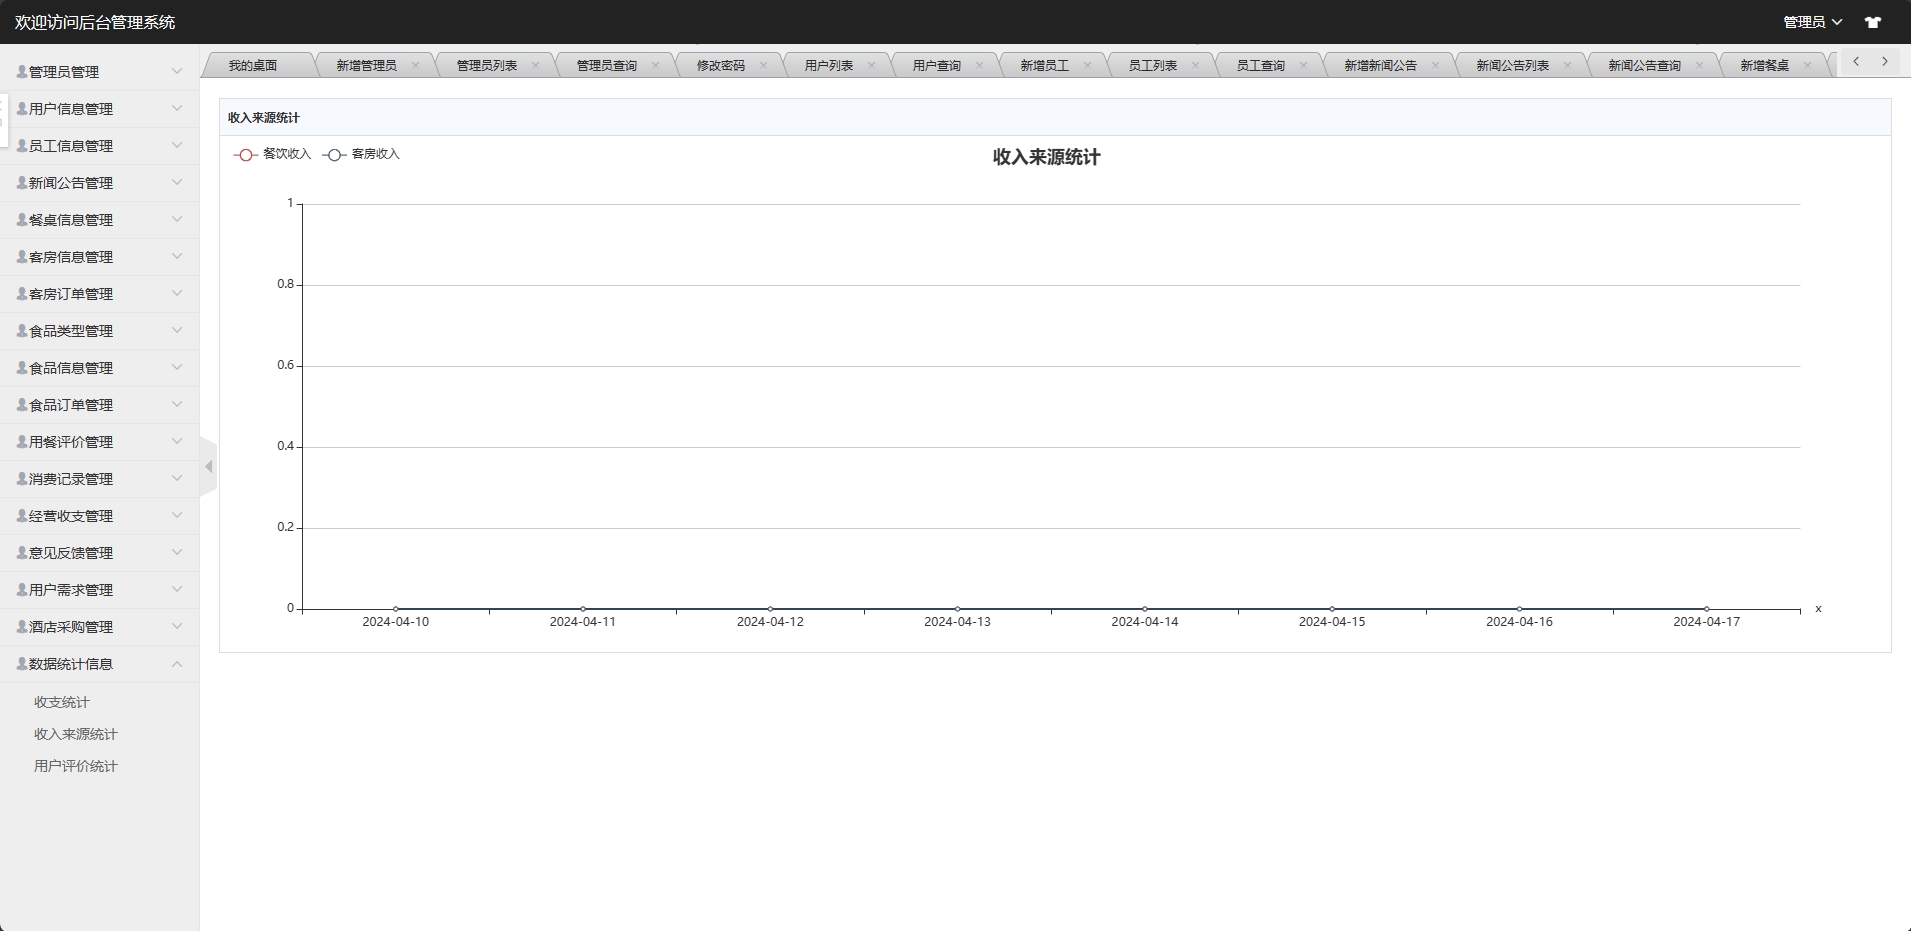 欢迎访问后台管理系统
管理员
管理员管理
用户信息管理
员工信息管理
新闻公告管理
餐桌信息管理
客房信息管理
客房订单管理
食品类型管理
食品信息管理
食品订单管理
用餐评价管理
消费记录管理
经营收支管理
意见反馈管理
用户需求管理
酒店采购管理
数据统计信息
收支统计
收入来源统计
用户评价统计
我的桌面 新增管理员 管理员列表 管理员查询 修改密码 用户列表 用户查询 新增员工 员工列表 员工查询 新增新闻公告 新闻公告列表 新闻公告查询 新增餐桌
收入来源统计
餐饮收入 客房收入
收入来源统计
1
0.8
0.6
0.4
0.2
0
x
2024-04-10 2024-04-11 2024-04-12 2024-04-13 2024-04-14 2024-04-15 2024-04-16 2024-04-17